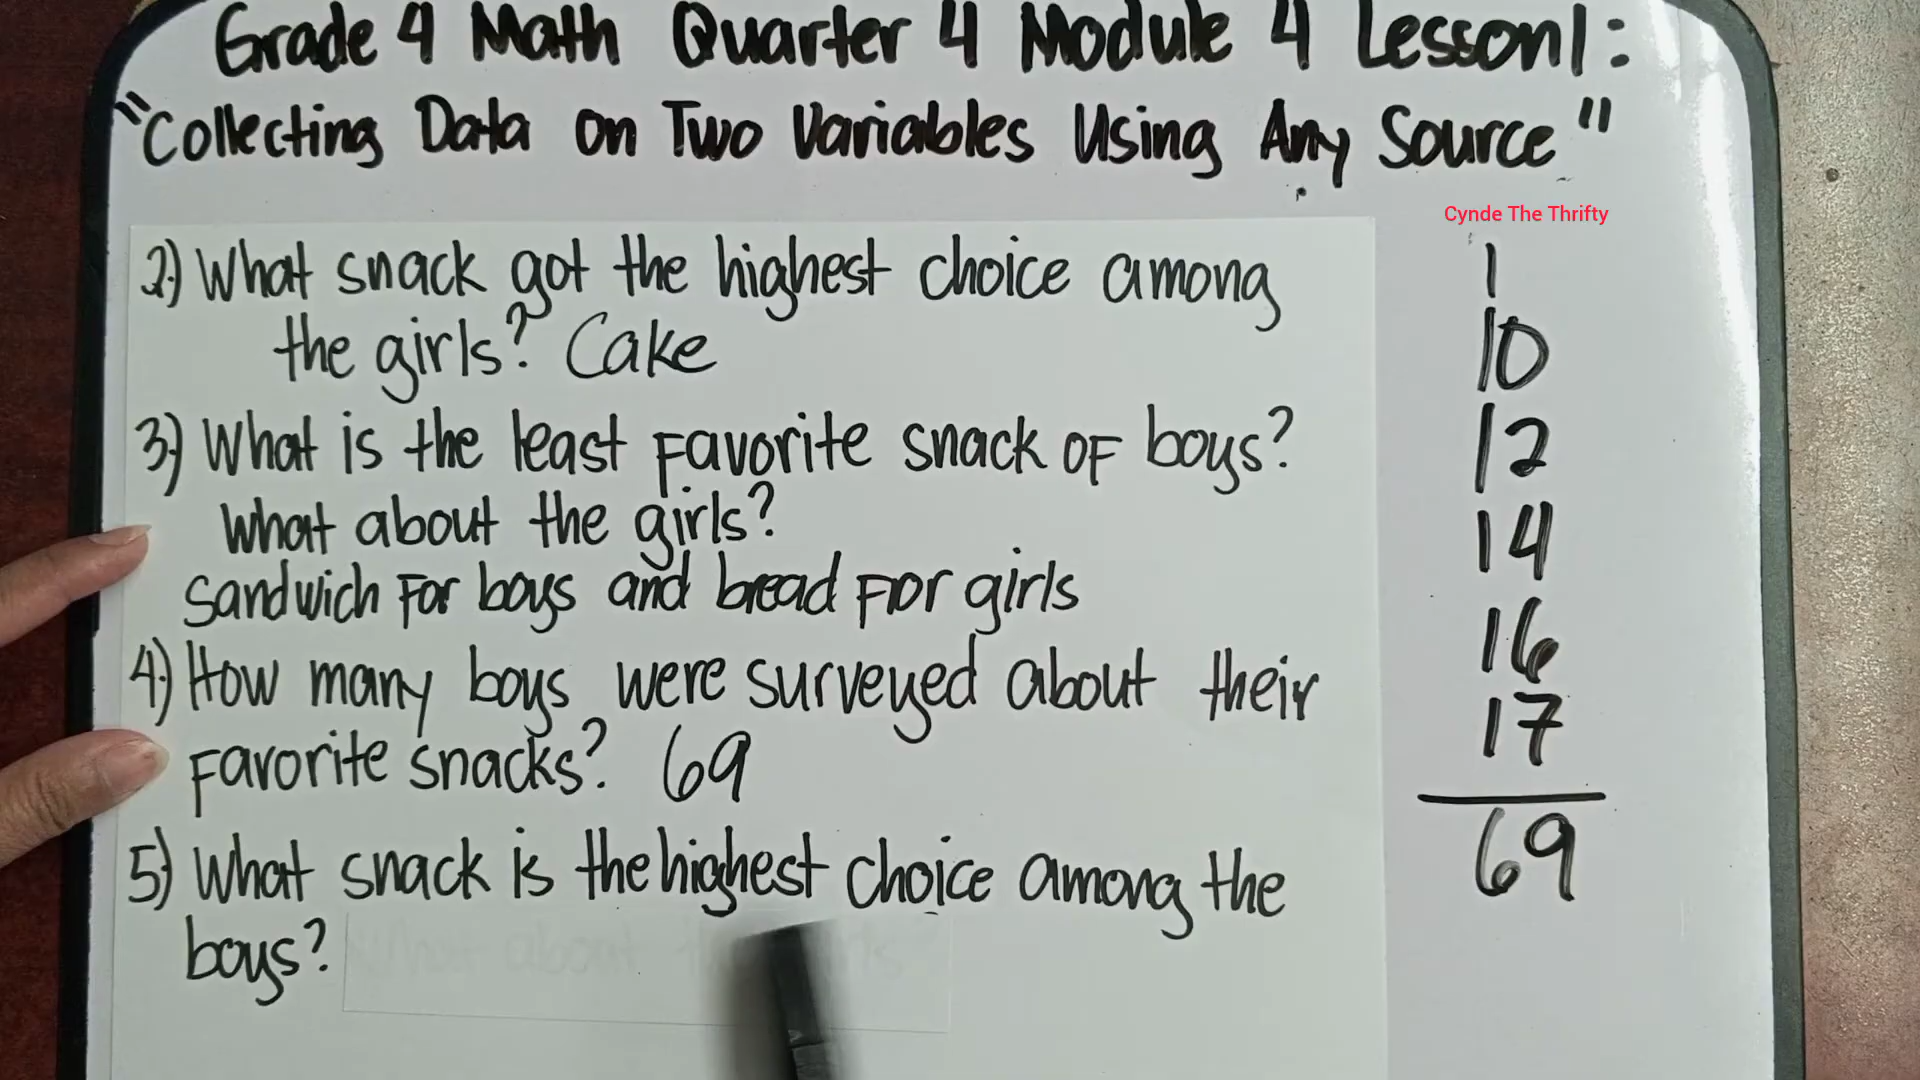 Grade 4 Math Quarter 4 Module 4 Lesson 1:
"Collecting Data on Two Variables Using Any Source"
Cynde The Thrifty
2.) What snack got the highest choice among
the girls? Cake
3.) What is the least favorite snack of boys?
What about the girls?
Sandwich for boys and bread for girls
4.) How many boys were surveyed about their
favorite snacks? 69
5.) What snack is the highest choice among the
boys?
1
10
12
14
16
17
69